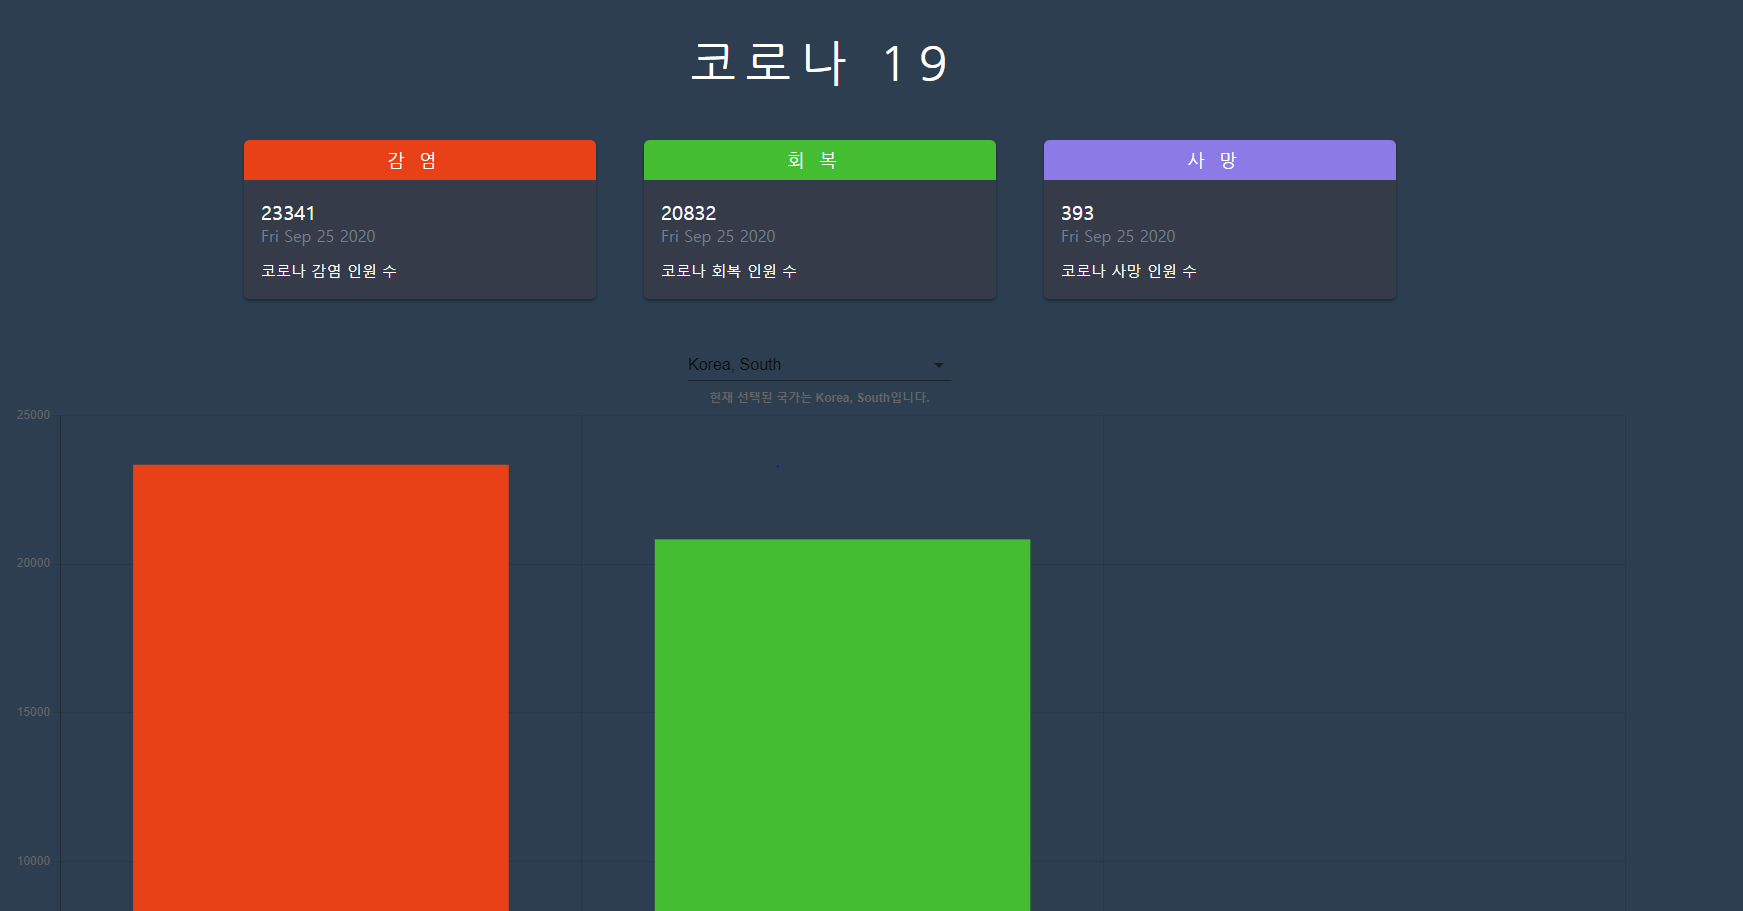 코로나 19
감 염
23341
Fri Sep 25 2020
코로나 감염 인원 수
회 복
20832
Fri Sep 25 2020
코로나 회복 인원 수
사 망
393
Fri Sep 25 2020
코로나 사망 인원 수
Korea, South
현재 선택된 국가는 Korea, South입니다.
25000
20000
15000
10000